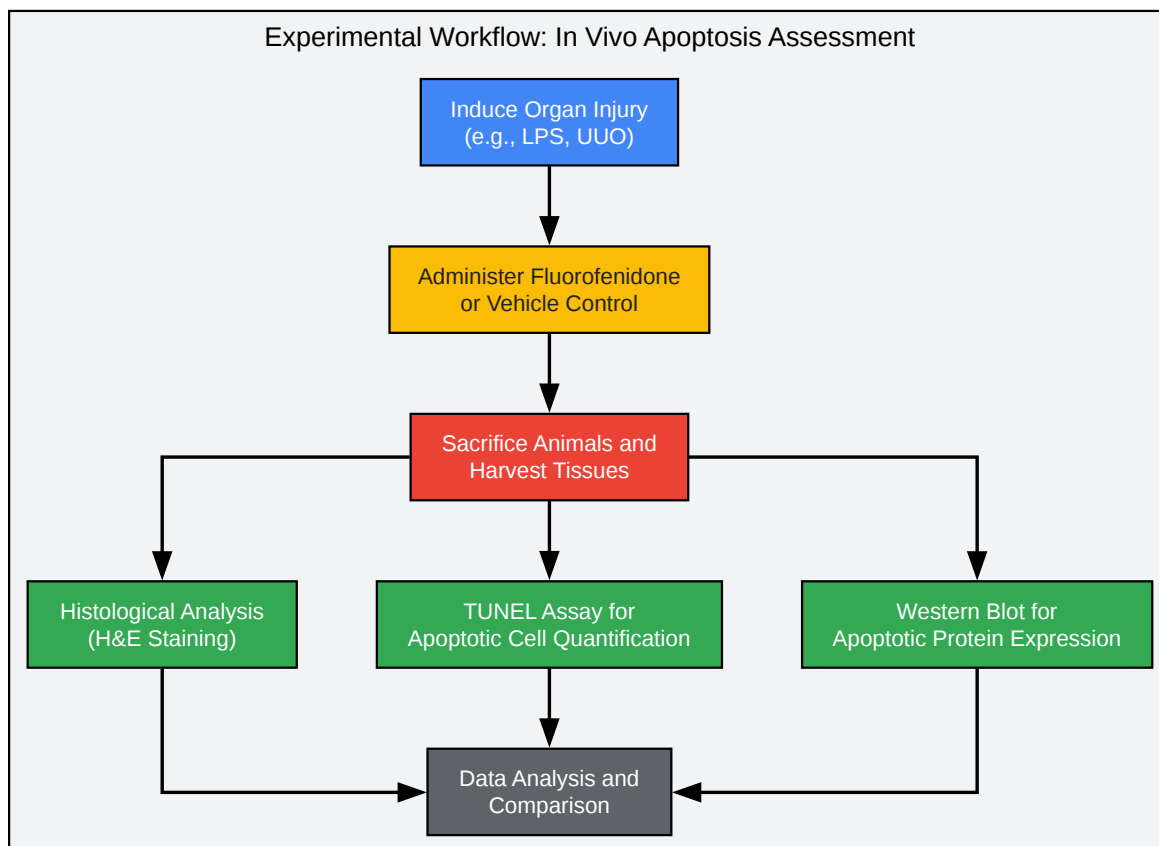 Experimental Workflow: In Vivo Apoptosis Assessment
Induce Organ Injury
(e.g., LPS, UUO)
Administer Fluorofenidone
or Vehicle Control
Sacrifice Animals and
Harvest Tissues
Histological Analysis
(H&E Staining)
TUNEL Assay for
Apoptotic Cell Quantification
Western Blot for
Apoptotic Protein Expression
Data Analysis and
Comparison